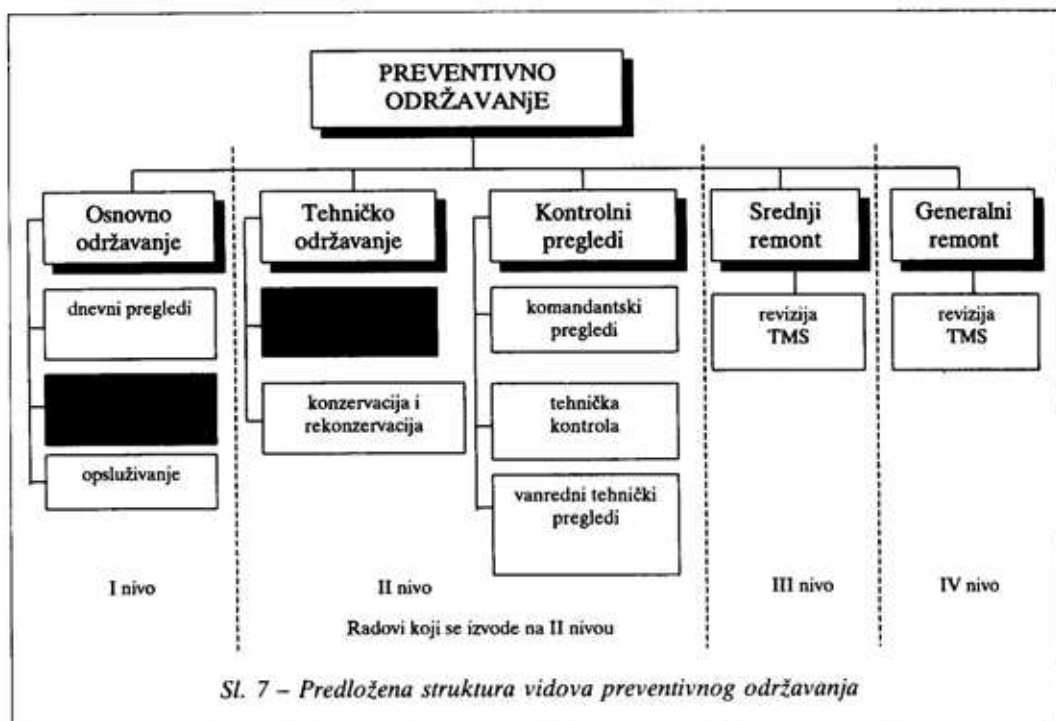 PREVENTIVNO
ODRŽAVANjE
Osnovno
održavanje
dnevni pregledi
opsluživanje
Tehničko
održavanje
konzervacija i
rekonzervacija
Kontrolni
pregledi
komandantski
pregledi
tehnička
kontrola
vanredni tehnički
pregledi
Srednji
remont
revizija
TMS
Generalni
remont
revizija
TMS
I nivo
II nivo
III nivo
IV nivo
Radovi koji se izvode na II nivou
Sl. 7 – Predložena struktura vidova preventivnog održavanja